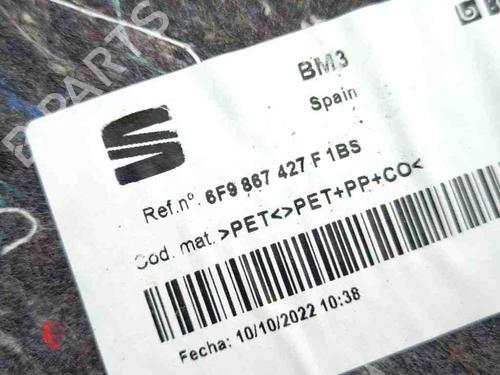 BM3
Spain
Ref.nº. 6F9 867 427 F 1BS
Cod. mat. >PET<>PET+PP+CO<
Fecha: 10/10/2022 10:38
B-PARTS